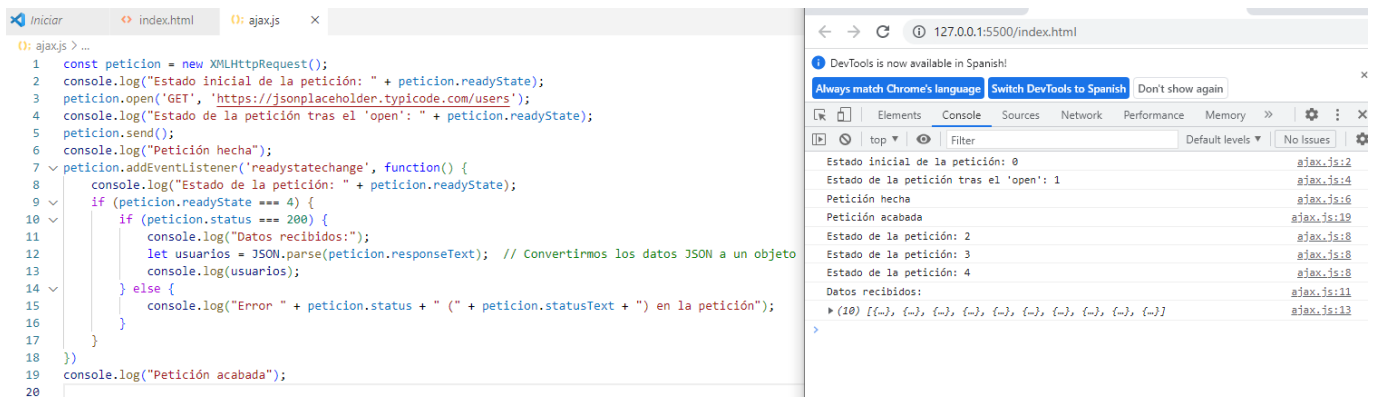 Iniciar index.html ajax.js
ajax.js > ...
1 const peticion = new XMLHttpRequest();
2 console.log("Estado inicial de la petición: " + peticion.readyState);
3 peticion.open('GET', 'https://jsonplaceholder.typicode.com/users');
4 console.log("Estado de la petición tras el 'open': " + peticion.readyState);
5 peticion.send();
6 console.log("Petición hecha");
7 peticion.addEventListener('readystatechange', function() {
8 console.log("Estado de la petición: " + peticion.readyState);
9 if (peticion.readyState === 4) {
10 if (peticion.status === 200) {
11 console.log("Datos recibidos:");
12 let usuarios = JSON.parse(peticion.responseText); // Convertirmos los datos JSON a un objeto
13 console.log(usuarios);
14 } else {
15 console.log("Error " + peticion.status + " (" + peticion.statusText + ") en la petición");
16 }
17 }
18 })
19 console.log("Petición acabada");
20
127.0.0.1:5500/index.html
DevTools is now available in Spanish!
Always match Chrome's language Switch DevTools to Spanish Don't show again
Elements Console Sources Network Performance Memory »
top Filter Default levels No Issues
Estado inicial de la petición: 0 ajax.js:2
Estado de la petición tras el 'open': 1 ajax.js:4
Petición hecha ajax.js:6
Petición acabada ajax.js:19
Estado de la petición: 2 ajax.js:8
Estado de la petición: 3 ajax.js:8
Estado de la petición: 4 ajax.js:8
Datos recibidos: ajax.js:11
(10) [{…}, {…}, {…}, {…}, {…}, {…}, {…}, {…}, {…}, {…}] ajax.js:13